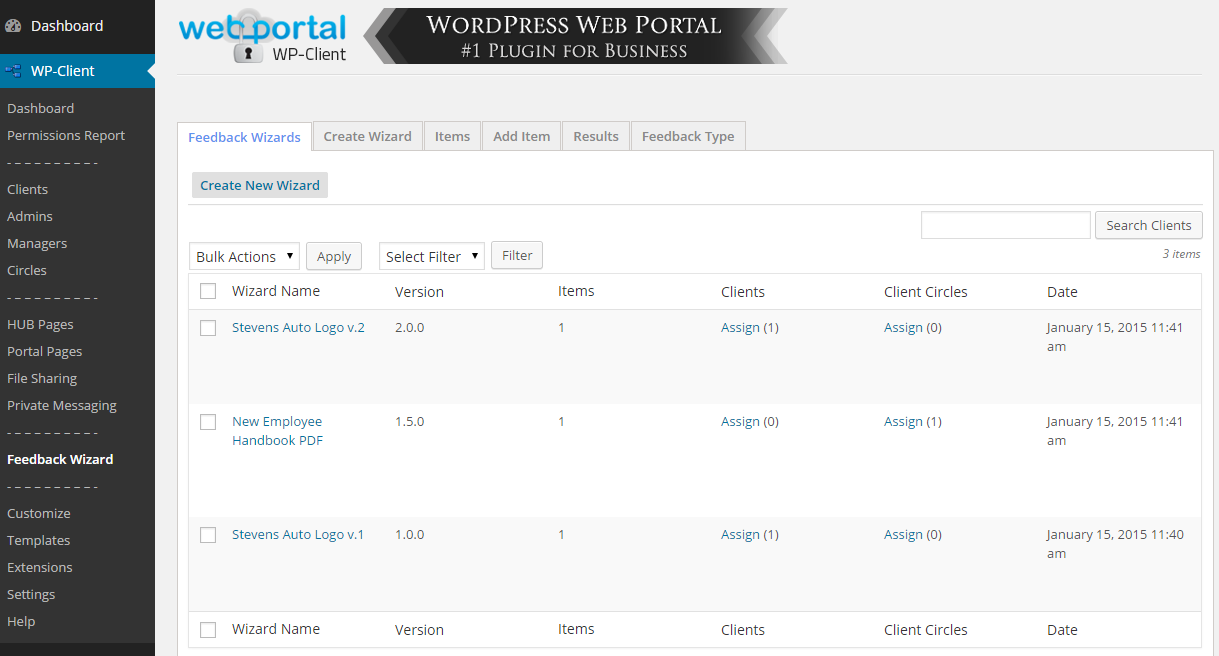 Dashboard
WP-Client
Dashboard
Permissions Report
- - - - - - - - - -
Clients
Admins
Managers
Circles
- - - - - - - - - -
HUB Pages
Portal Pages
File Sharing
Private Messaging
- - - - - - - - - -
Feedback Wizard
- - - - - - - - - -
Customize
Templates
Extensions
Settings
Help
web portal
WP-Client
WordPress Web Portal
#1 Plugin for Business
Feedback Wizards Create Wizard Items Add Item Results Feedback Type
Create New Wizard
Search Clients
Bulk Actions Apply Select Filter Filter 3 items
Wizard Name Version Items Clients Client Circles Date
Stevens Auto Logo v.2 2.0.0 1 Assign (1) Assign (0) January 15, 2015 11:41
am
New Employee 1.5.0 1 Assign (0) Assign (1) January 15, 2015 11:41
Handbook PDF am
Stevens Auto Logo v.1 1.0.0 1 Assign (1) Assign (0) January 15, 2015 11:40
am
Wizard Name Version Items Clients Client Circles Date